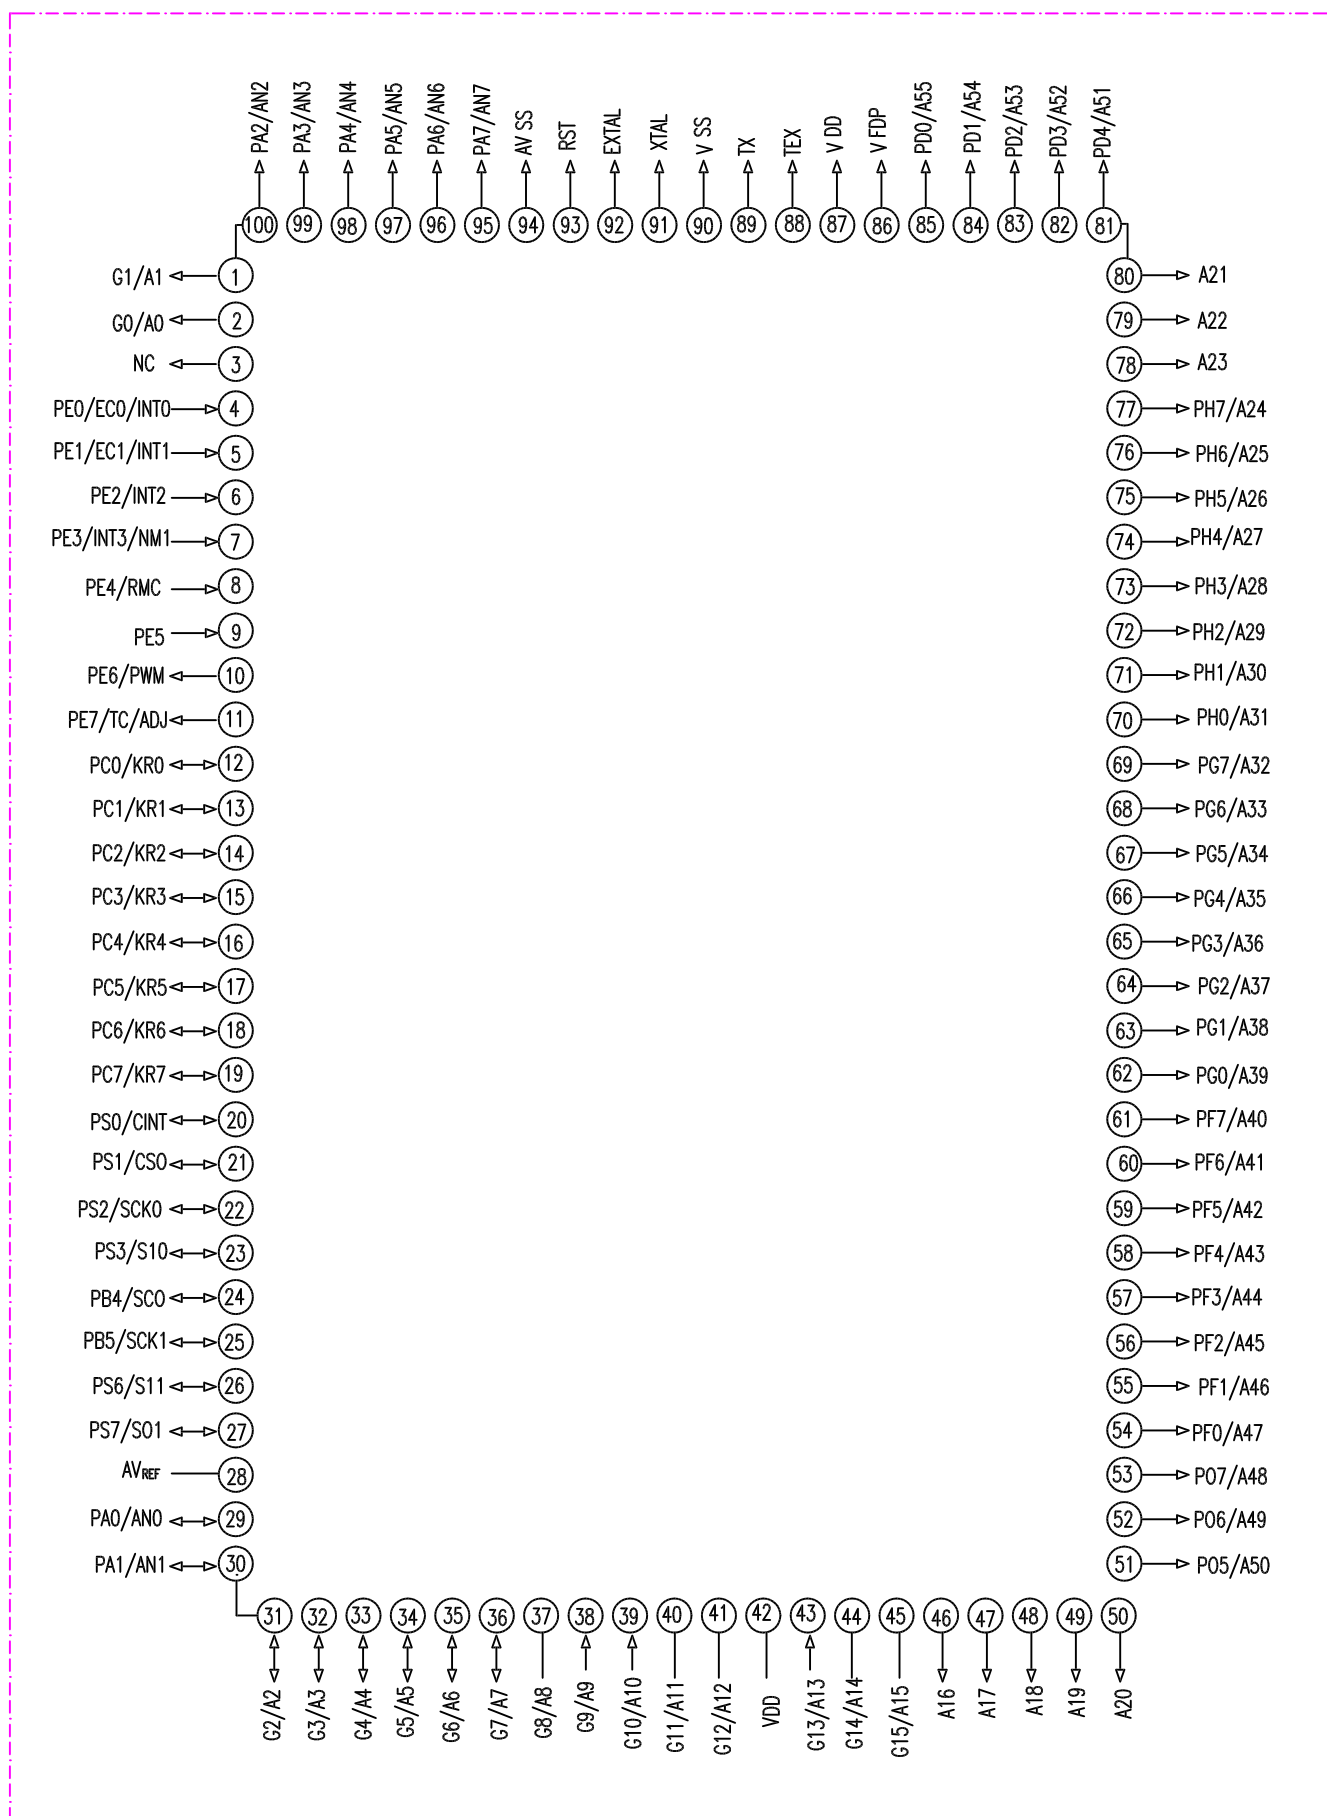 PA2/AN2
PA3/AN3
PA4/AN4
PA5/AN5
PA6/AN6
PA7/AN7
AV SS
RST
EXTAL
XTAL
V SS
TX
TEX
V DD
V FDP
PD0/A55
PD1/A54
PD2/A53
PD3/A52
PD4/A51
100 99 98 97 96 95 94 93 92 91 90 89 88 87 86 85 84 83 82 81
G1/A1 1
G0/A0 2
NC 3
PE0/EC0/INT0 4
PE1/EC1/INT1 5
PE2/INT2 6
PE3/INT3/NM1 7
PE4/RMC 8
PE5 9
PE6/PWM 10
PE7/TC/ADJ 11
PC0/KR0 12
PC1/KR1 13
PC2/KR2 14
PC3/KR3 15
PC4/KR4 16
PC5/KR5 17
PC6/KR6 18
PC7/KR7 19
PS0/CINT 20
PS1/CS0 21
PS2/SCK0 22
PS3/S10 23
PB4/SC0 24
PB5/SCK1 25
PS6/S11 26
PS7/S01 27
AVREF 28
PA0/AN0 29
PA1/AN1 30
80 A21
79 A22
78 A23
77 PH7/A24
76 PH6/A25
75 PH5/A26
74 PH4/A27
73 PH3/A28
72 PH2/A29
71 PH1/A30
70 PH0/A31
69 PG7/A32
68 PG6/A33
67 PG5/A34
66 PG4/A35
65 PG3/A36
64 PG2/A37
63 PG1/A38
62 PG0/A39
61 PF7/A40
60 PF6/A41
59 PF5/A42
58 PF4/A43
57 PF3/A44
56 PF2/A45
55 PF1/A46
54 PF0/A47
53 P07/A48
52 P06/A49
51 P05/A50
31 32 33 34 35 36 37 38 39 40 41 42 43 44 45 46 47 48 49 50
G2/A2
G3/A3
G4/A4
G5/A5
G6/A6
G7/A7
G8/A8
G9/A9
G10/A10
G11/A11
G12/A12
VDD
G13/A13
G14/A14
G15/A15
A16
A17
A18
A19
A20